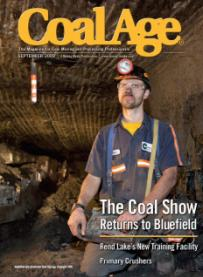 Coal Age
The Magazine for Coal Mining and Processing Professionals
SEPTEMBER 2009
The Coal Show
Returns to Bluefield
Rend Lake's New Training Facility
Primary Crushers